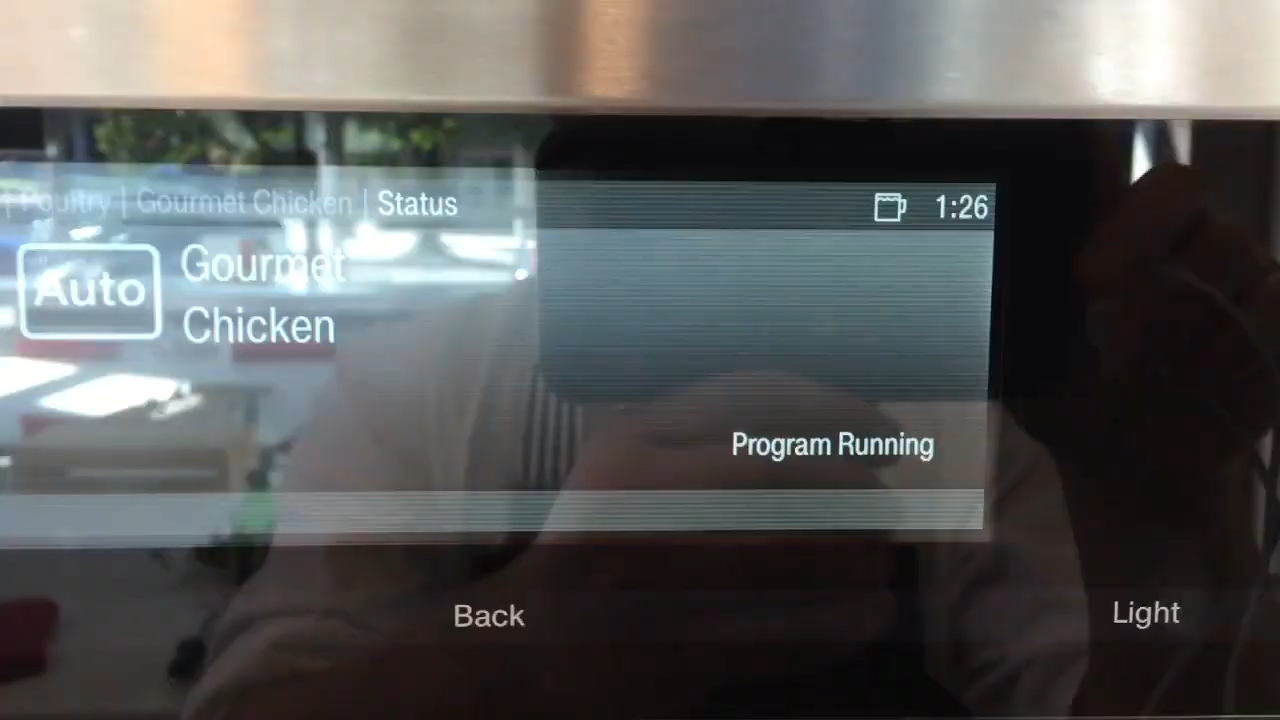 | Poultry | Gourmet Chicken | Status
1:26
Auto
Gourmet
Chicken
Program Running
Back
Light